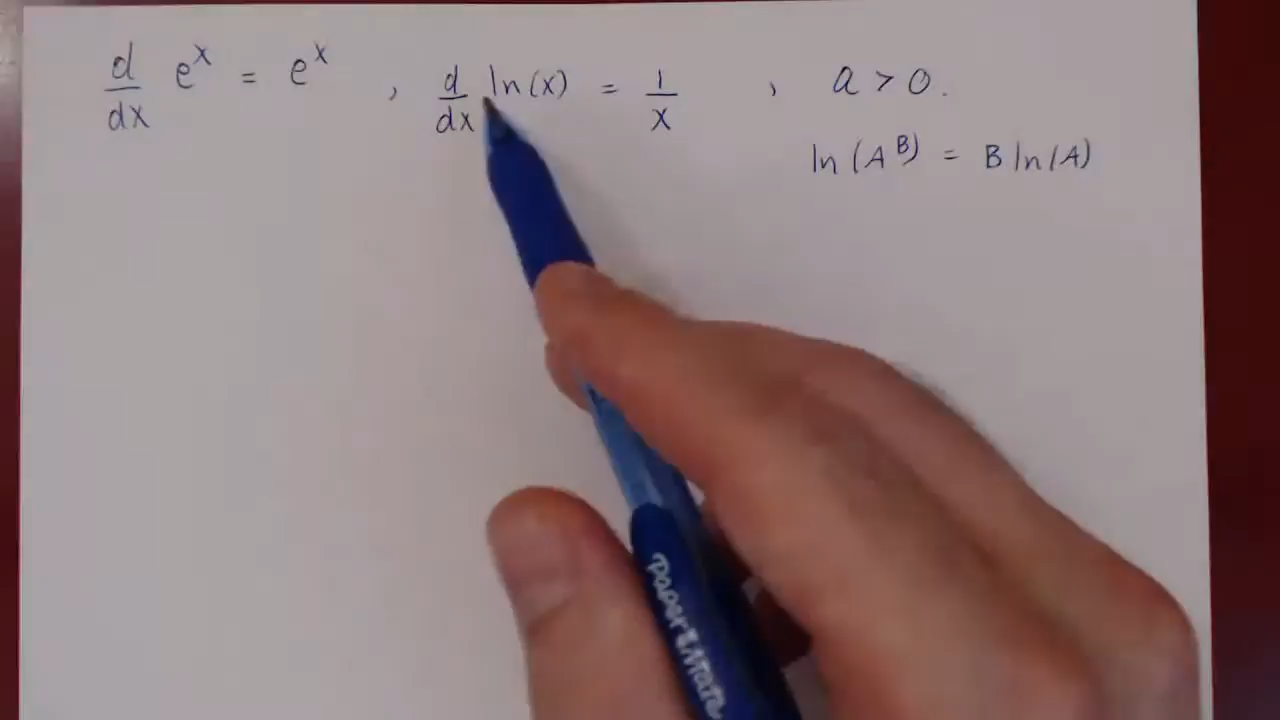 d/dx e^x = e^x , d/dx ln(x) = 1/x , a > 0.
ln(A^B) = B ln(A)
PaperMate